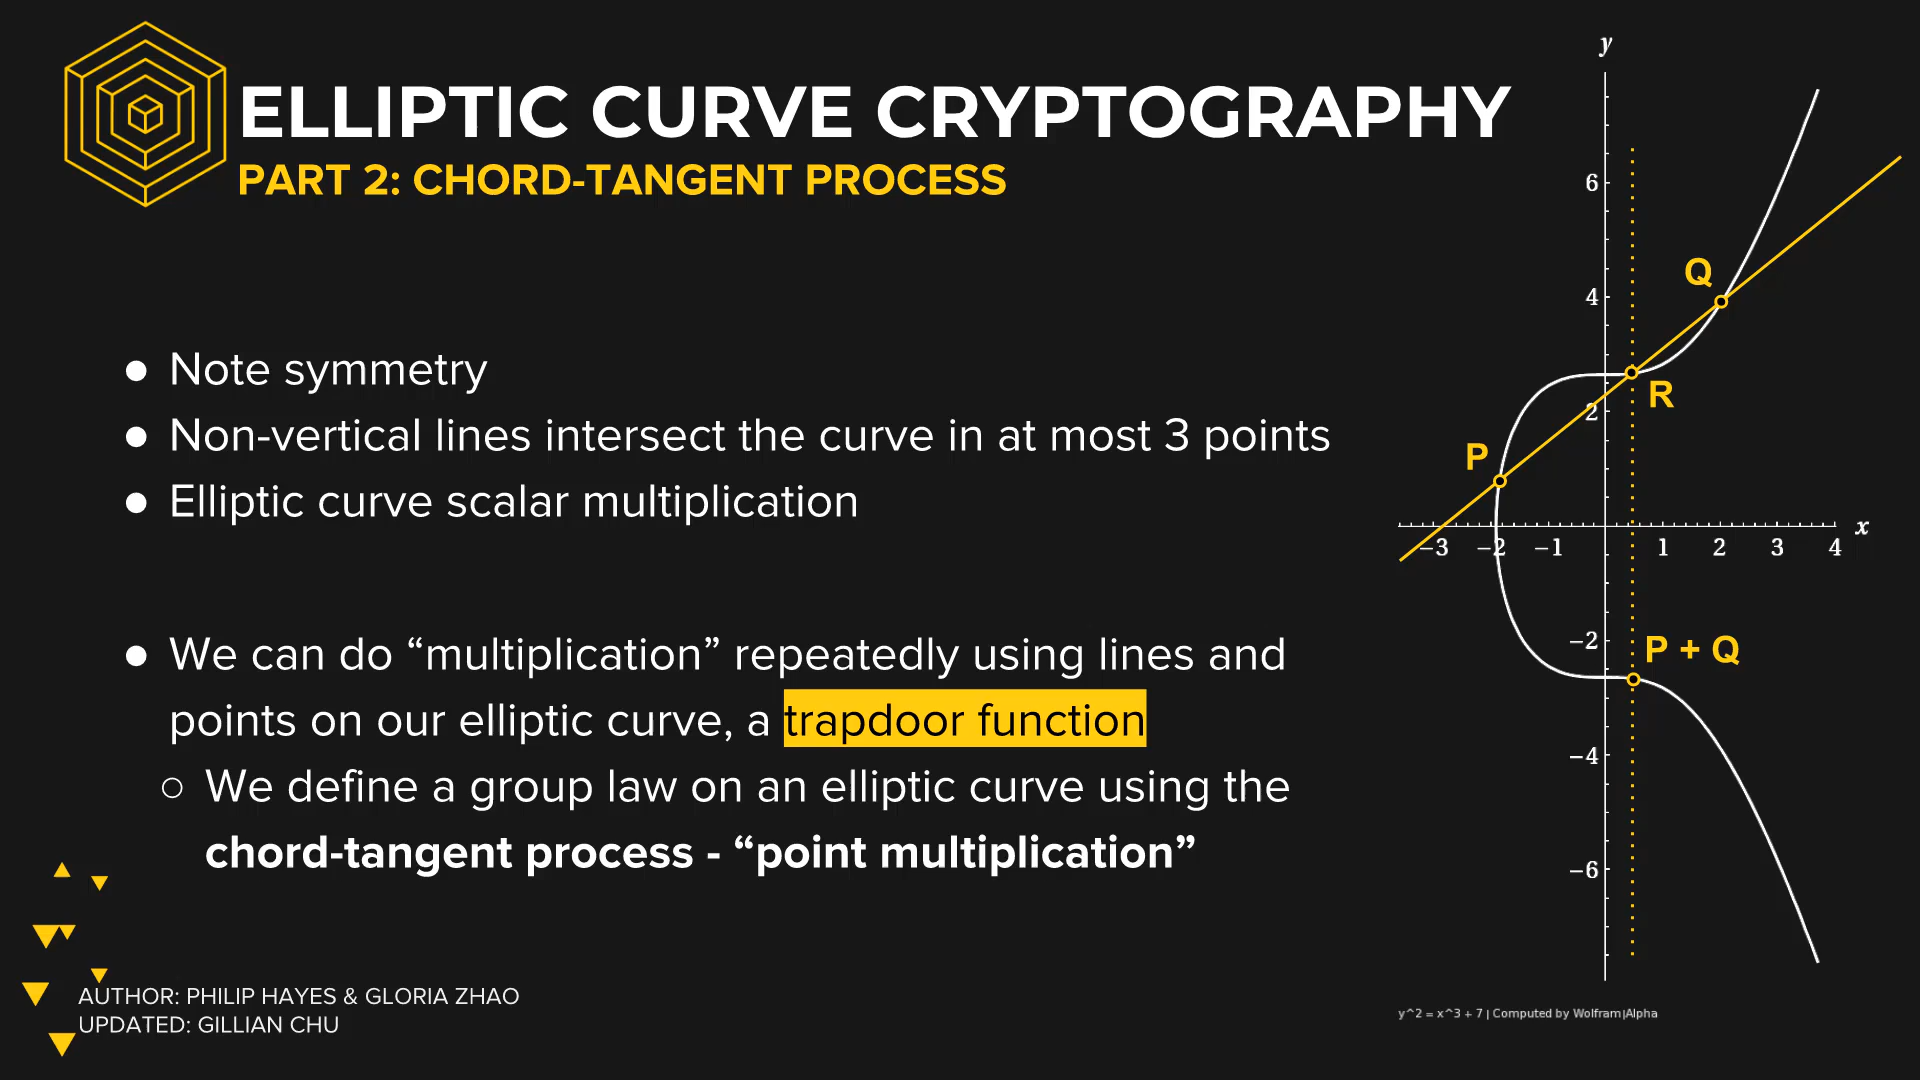 ELLIPTIC CURVE CRYPTOGRAPHY
PART 2: CHORD-TANGENT PROCESS
● Note symmetry
● Non-vertical lines intersect the curve in at most 3 points
● Elliptic curve scalar multiplication
● We can do “multiplication” repeatedly using lines and
points on our elliptic curve, a trapdoor function
○ We define a group law on an elliptic curve using the
chord-tangent process - “point multiplication”
AUTHOR: PHILIP HAYES & GLORIA ZHAO
UPDATED: GILLIAN CHU
y
6
Q
4
R
2
P
x
−3 −2 −1 1 2 3 4
−2
P + Q
−4
−6
y^2 = x^3 + 7 | Computed by Wolfram|Alpha